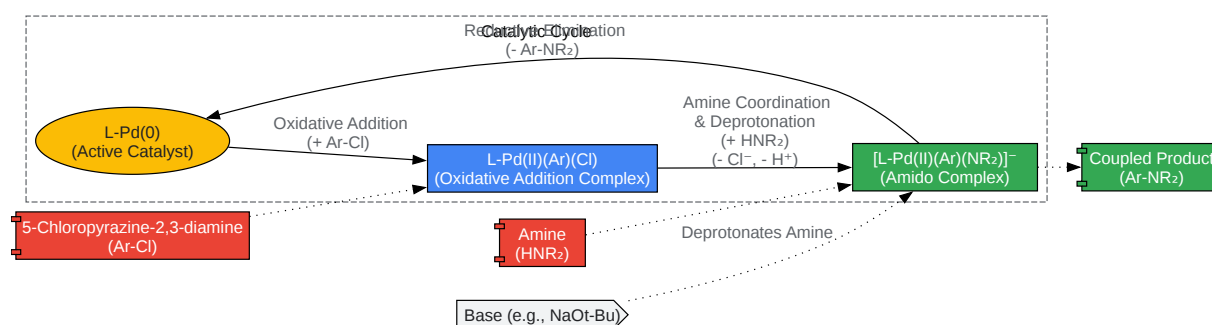 Catalytic Cycle
Reductive Elimination
(- Ar-NR₂)
L-Pd(0)
(Active Catalyst)
Oxidative Addition
(+ Ar-Cl)
L-Pd(II)(Ar)(Cl)
(Oxidative Addition Complex)
Amine Coordination
& Deprotonation
(+ HNR₂)
(- Cl⁻, - H⁺)
[L-Pd(II)(Ar)(NR₂)]⁻
(Amido Complex)
Coupled Product
(Ar-NR₂)
5-Chloropyrazine-2,3-diamine
(Ar-Cl)
Amine
(HNR₂)
Deprotonates Amine
Base (e.g., NaOt-Bu)